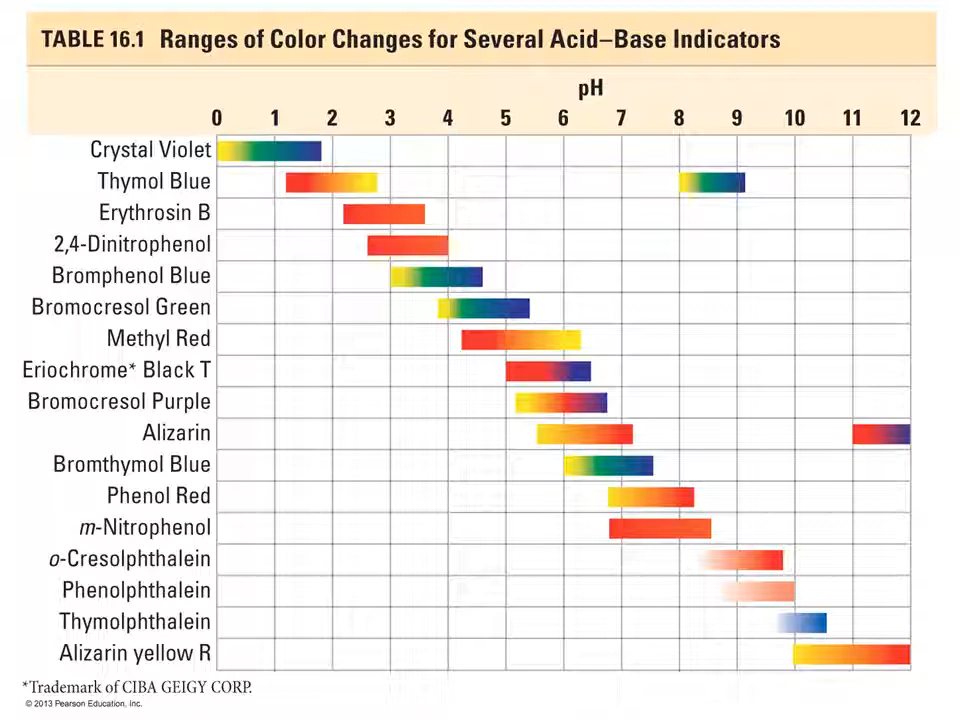 TABLE 16.1 Ranges of Color Changes for Several Acid–Base Indicators
pH
0 1 2 3 4 5 6 7 8 9 10 11 12
Crystal Violet
Thymol Blue
Erythrosin B
2,4-Dinitrophenol
Bromphenol Blue
Bromocresol Green
Methyl Red
Eriochrome* Black T
Bromocresol Purple
Alizarin
Bromthymol Blue
Phenol Red
m-Nitrophenol
o-Cresolphthalein
Phenolphthalein
Thymolphthalein
Alizarin yellow R
*Trademark of CIBA GEIGY CORP.
© 2013 Pearson Education, Inc.